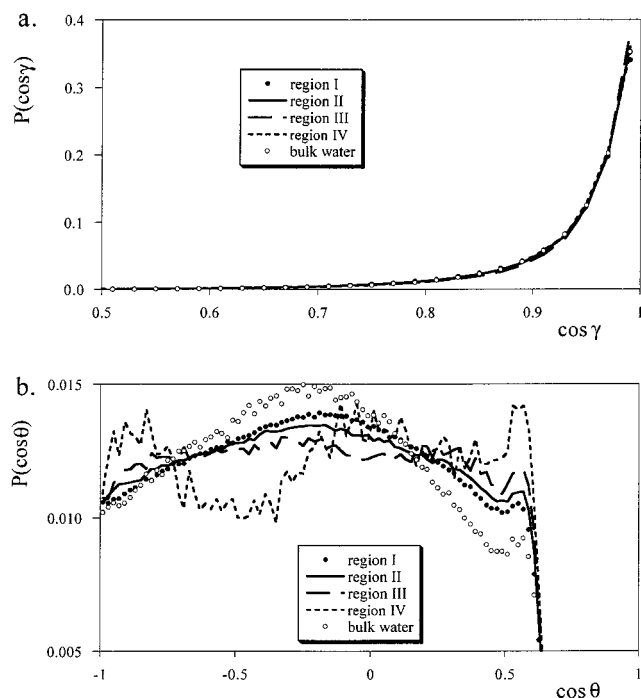 a.
0.4
P(cosγ)
region I
region II
region III
region IV
bulk water
0.3
0.2
0.1
0.0
0.5 0.6 0.7 0.8 0.9 1
cos γ
b.
0.015
P(cosθ)
0.010
region I
region II
region III
region IV
bulk water
0.005
-1 -0.5 0 0.5 1
cos θ